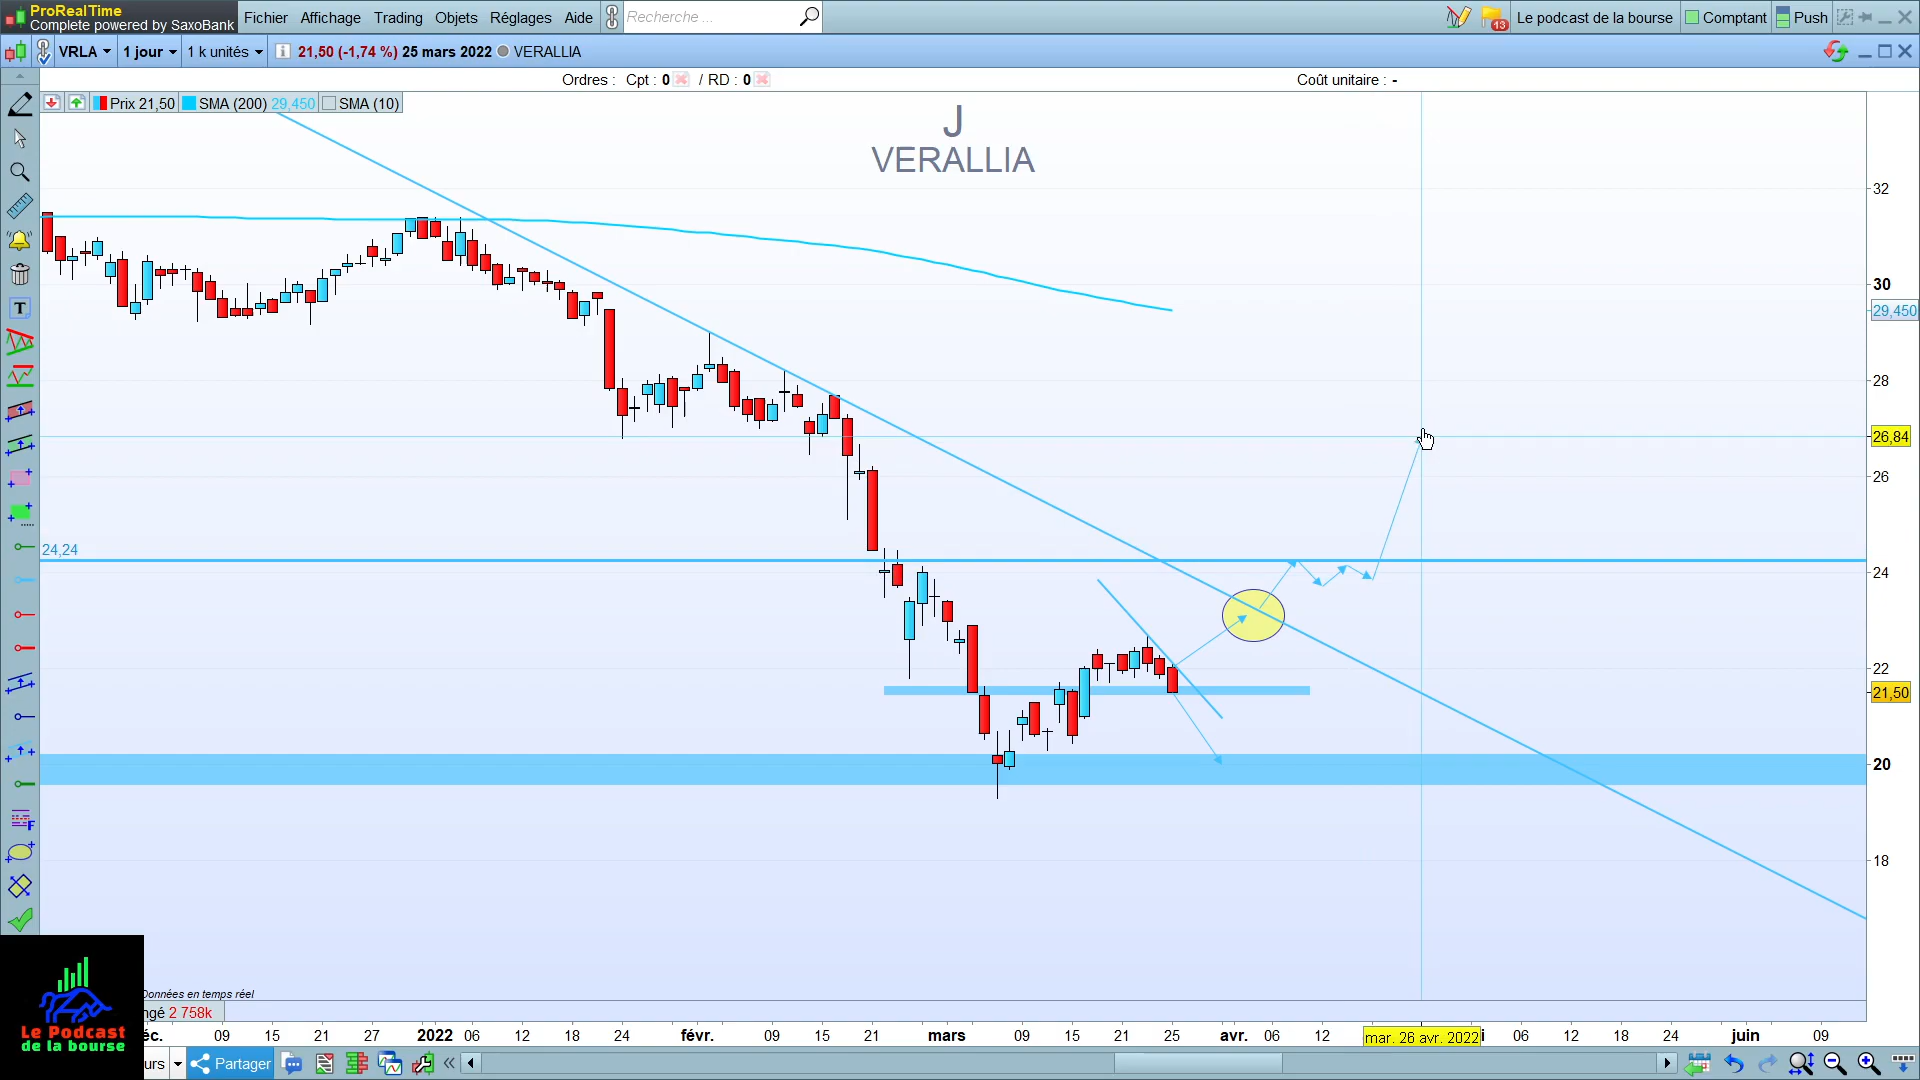 ProRealTime
Complete powered by SaxoBank
Fichier Affichage Trading Objets Réglages Aide Recherche ... 13 Le podcast de la bourse Comptant Push
VRLA 1 jour 1 k unités i 21,50 (-1,74 %) 25 mars 2022 VERALLIA
Ordres : Cpt : 0 / RD : 0 Coût unitaire : -
Prix 21,50 SMA (200) 29,450 SMA (10)
J
VERALLIA
32
30
29,450
28
26,84
26
24,24
24
22
21,50
20
18
T
F
Données en temps réel
ngé 2 758k
éc. 09 15 21 27 2022 06 12 18 24 févr. 09 15 21 mars 09 15 21 25 avr. 06 12 mar. 26 avr. 2022 i 06 12 18 24 juin 09
Le Podcast
de la bourse
urs Partager